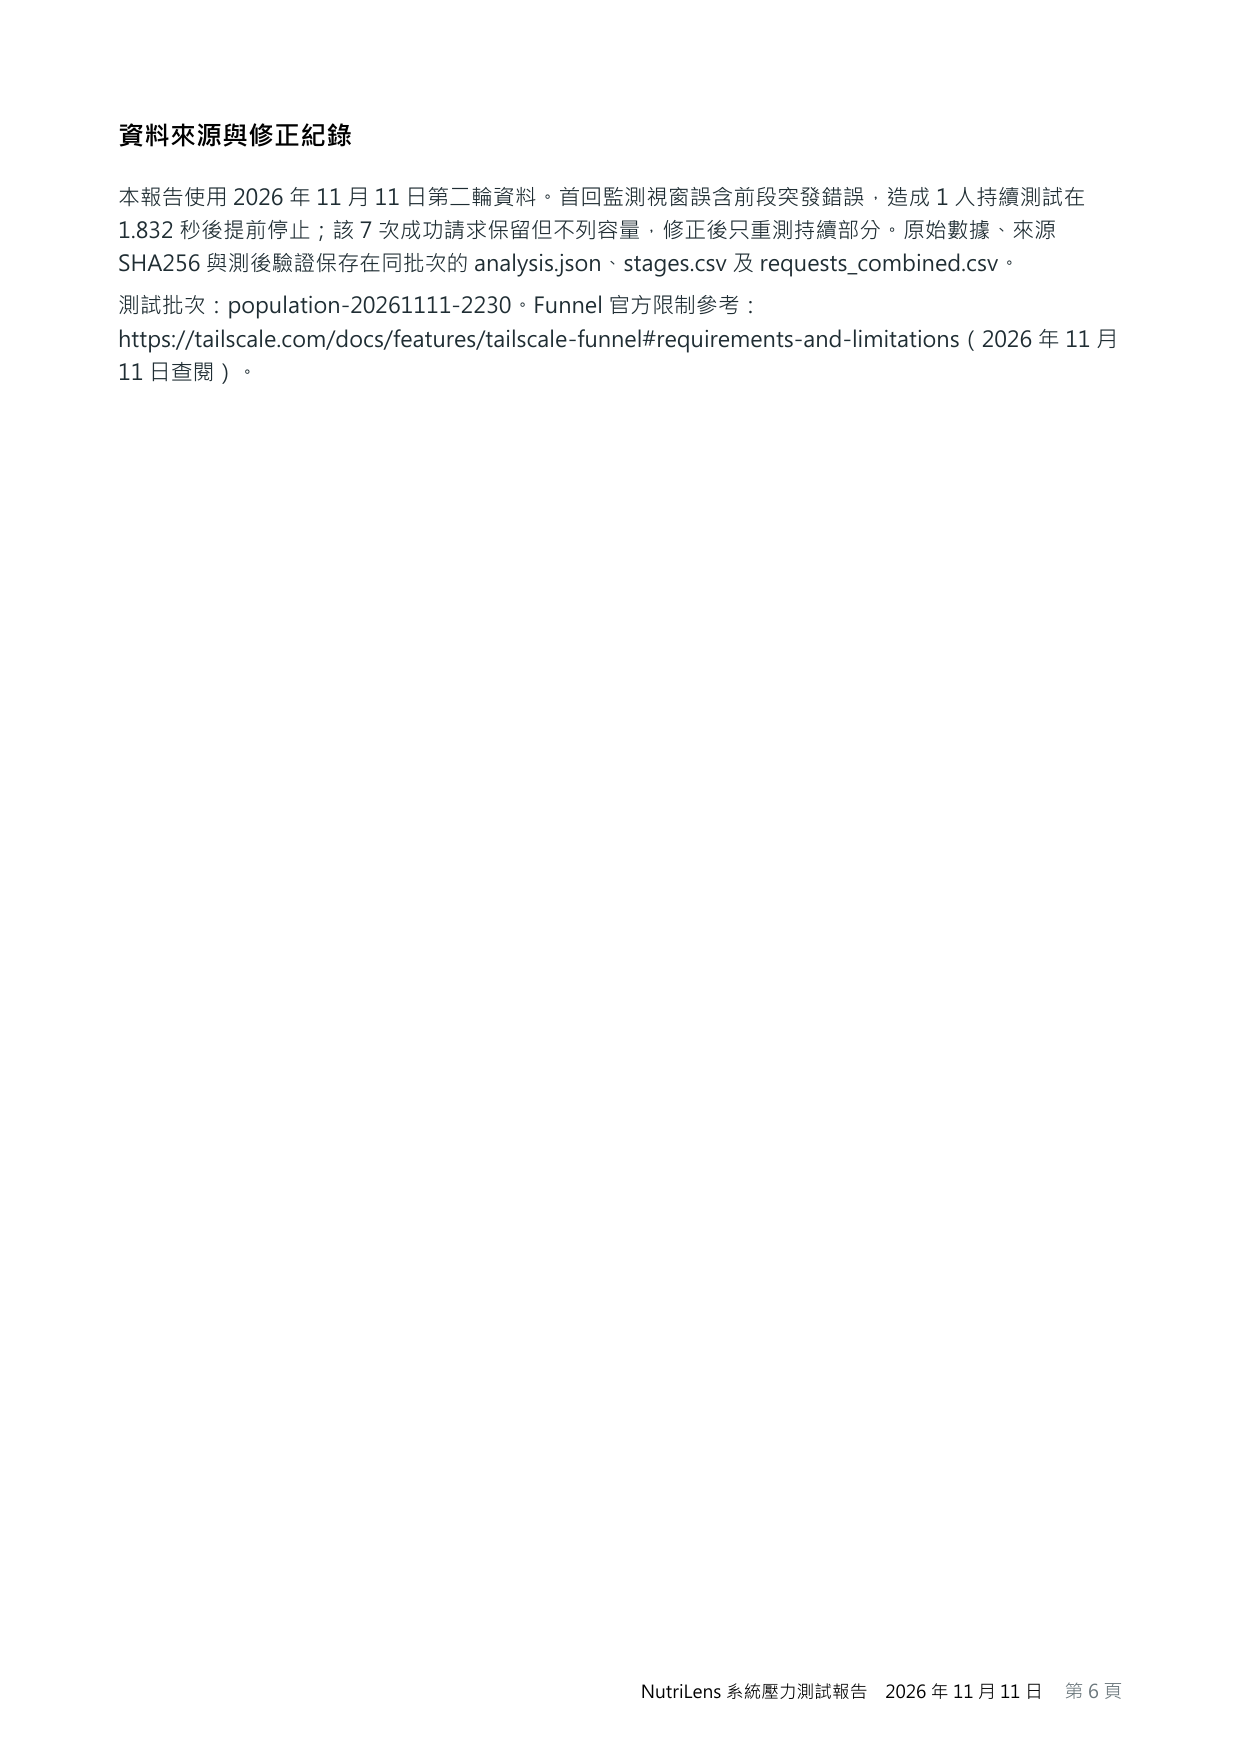 資料來源與修正紀錄
本報告使用 2026 年 11 月 11 日第二輪資料。首回監測視窗誤含前段突發錯誤，造成 1 人持續測試在
1.832 秒後提前停止；該 7 次成功請求保留但不列容量，修正後只重測持續部分。原始數據、來源
SHA256 與測後驗證保存在同批次的 analysis.json、stages.csv 及 requests_combined.csv。
測試批次：population-20261111-2230。Funnel 官方限制參考：
https://tailscale.com/docs/features/tailscale-funnel#requirements-and-limitations（2026 年 11 月
11 日查閱）。
NutriLens 系統壓力測試報告　2026 年 11 月 11 日　第 6 頁